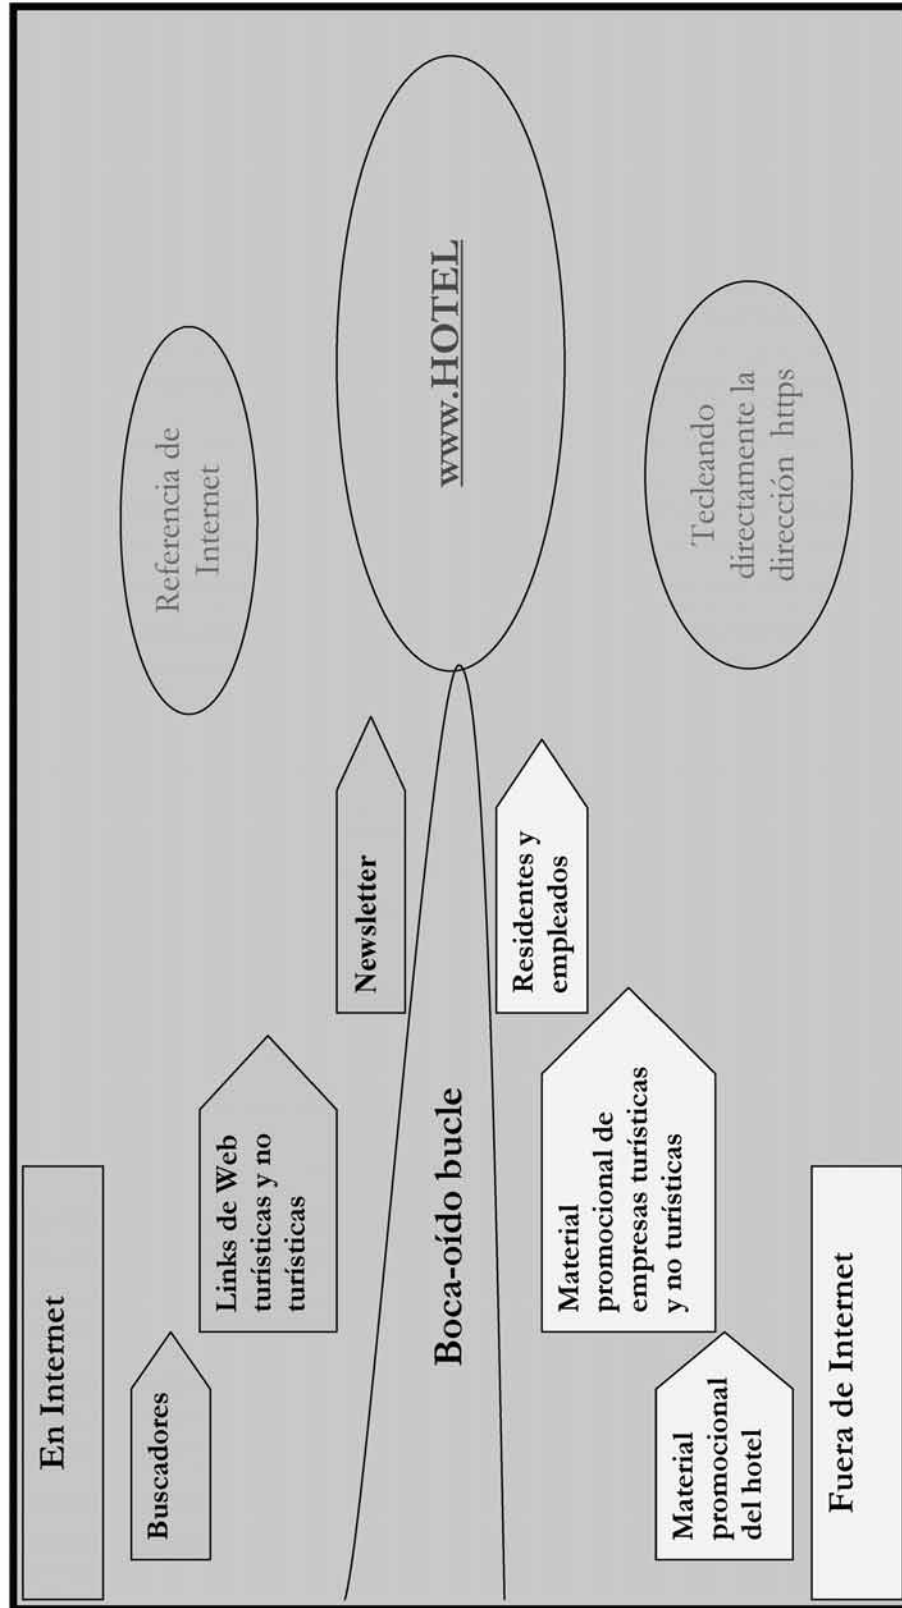 En Internet
Buscadores
Links de Web
turísticas y no
turísticas
Newsletter
Referencia de
Internet
Boca-oído bucle
www.HOTEL
Residentes y
empleados
Material
promocional de
empresas turísticas
y no turísticas
Material
promocional
del hotel
Tecleando
directamente la
dirección https
Fuera de Internet